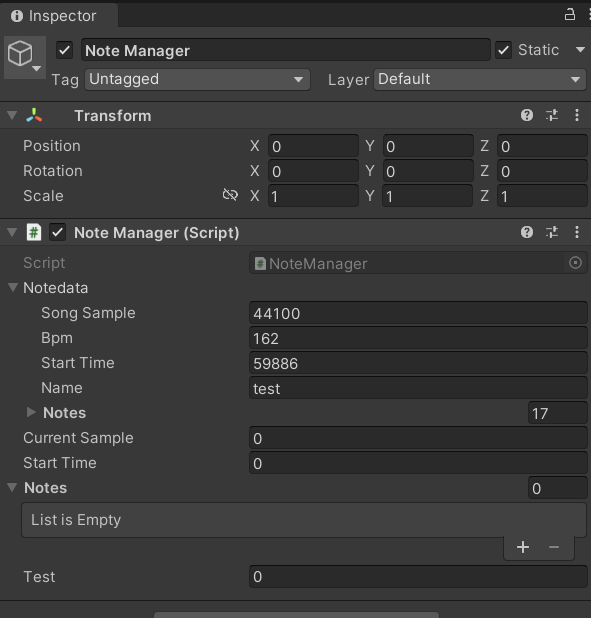 Inspector
Note Manager Static
Tag Untagged Layer Default
Transform
Position X 0 Y 0 Z 0
Rotation X 0 Y 0 Z 0
Scale X 1 Y 1 Z 1
# Note Manager (Script)
Script # NoteManager
Notedata
Song Sample 44100
Bpm 162
Start Time 59886
Name test
Notes 17
Current Sample 0
Start Time 0
Notes 0
List is Empty
+ −
Test 0